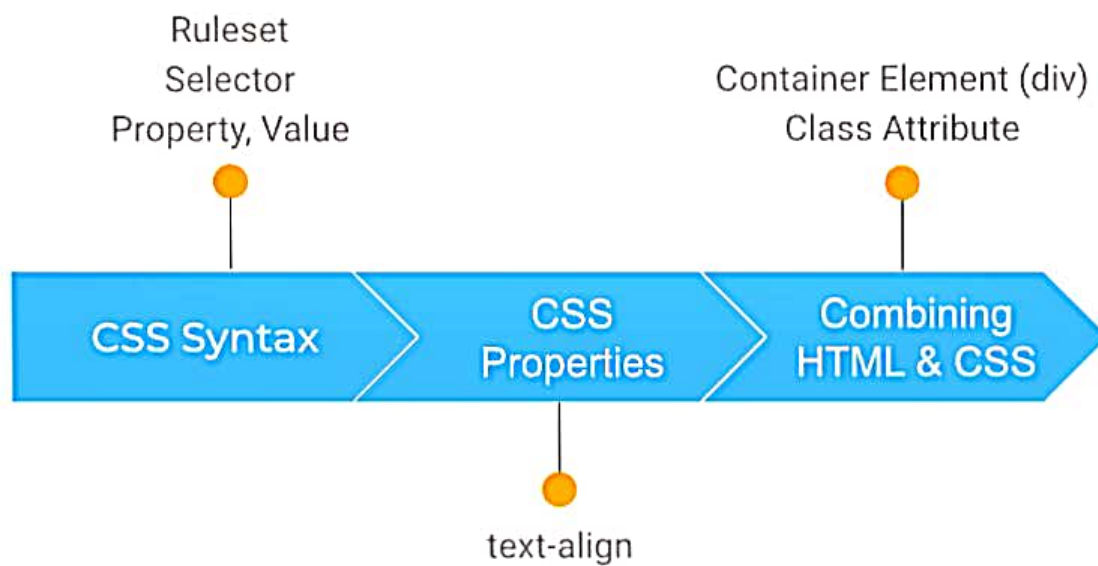 Ruleset
Selector
Property, Value
Container Element (div)
Class Attribute
CSS Syntax
CSS
Properties
Combining
HTML & CSS
text-align